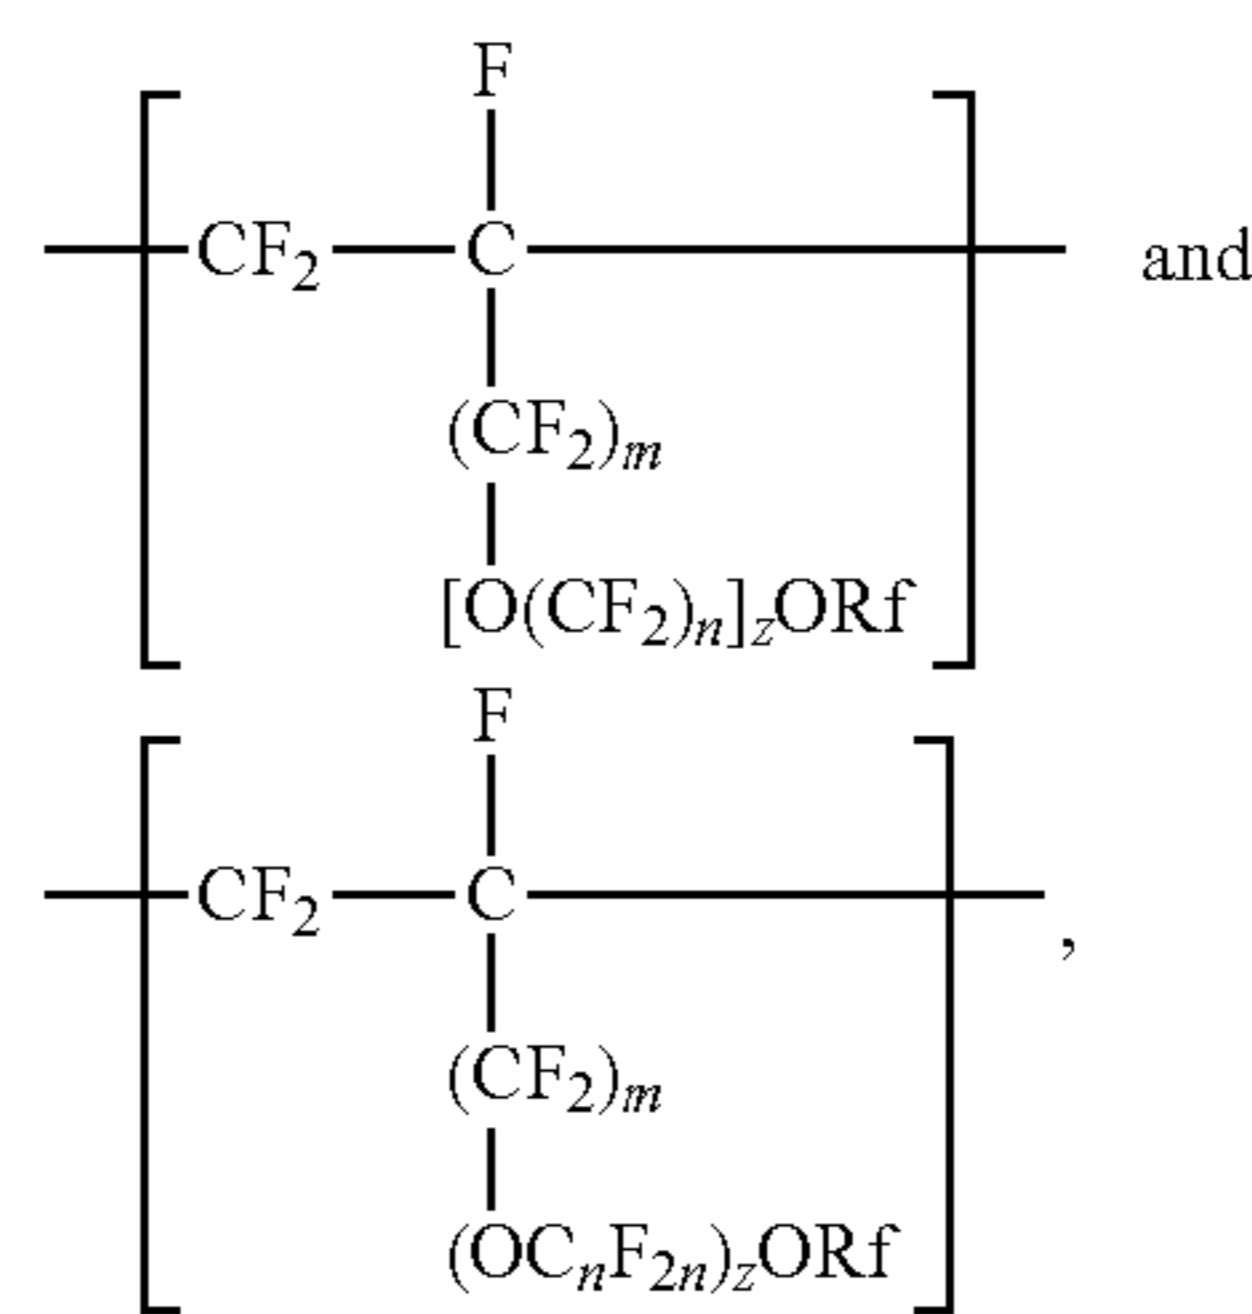 F
CF₂ C and
(CF₂)ₘ
[O(CF₂)ₙ]zORf
F
CF₂ C ,
(CF₂)ₘ
(OCₙF₂ₙ)zORf